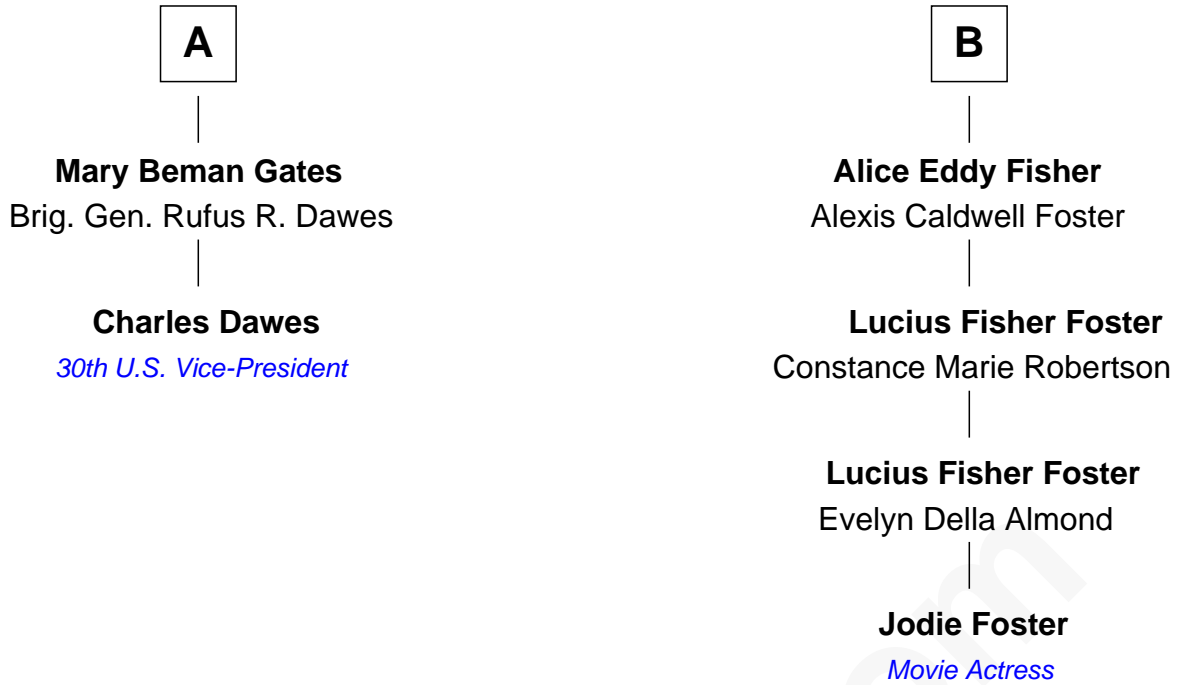 A
Mary Beman Gates
Brig. Gen. Rufus R. Dawes
Charles Dawes
30th U.S. Vice-President
B
Alice Eddy Fisher
Alexis Caldwell Foster
Lucius Fisher Foster
Constance Marie Robertson
Lucius Fisher Foster
Evelyn Della Almond
Jodie Foster
Movie Actress
om